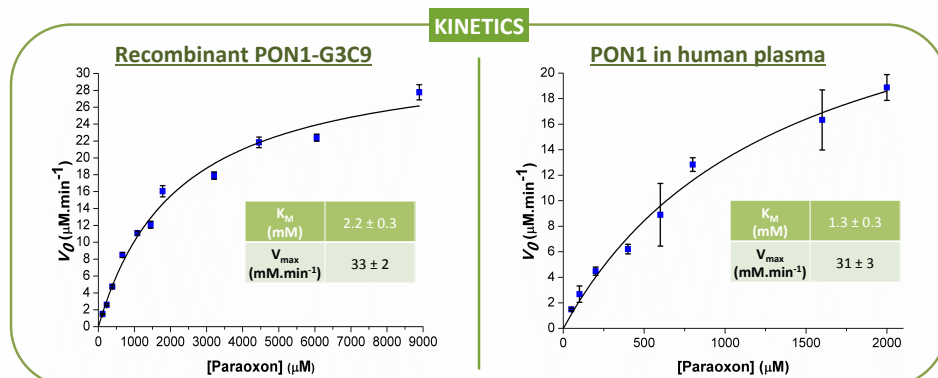 KINETICS
Recombinant PON1-G3C9
30
28
26
24
22
20
18
16
14
12
10
8
6
4
2
0
V0 (µM.min-1)
KM
(mM)
2.2 ± 0.3
Vmax
(mM.min-1)
33 ± 2
0 1000 2000 3000 4000 5000 6000 7000 8000 9000
[Paraoxon] (µM)
PON1 in human plasma
20
18
16
14
12
10
8
6
4
2
0
V0 (µM.min-1)
KM
(mM)
1.3 ± 0.3
Vmax
(mM.min-1)
31 ± 3
0 500 1000 1500 2000
[Paraoxon] (µM)